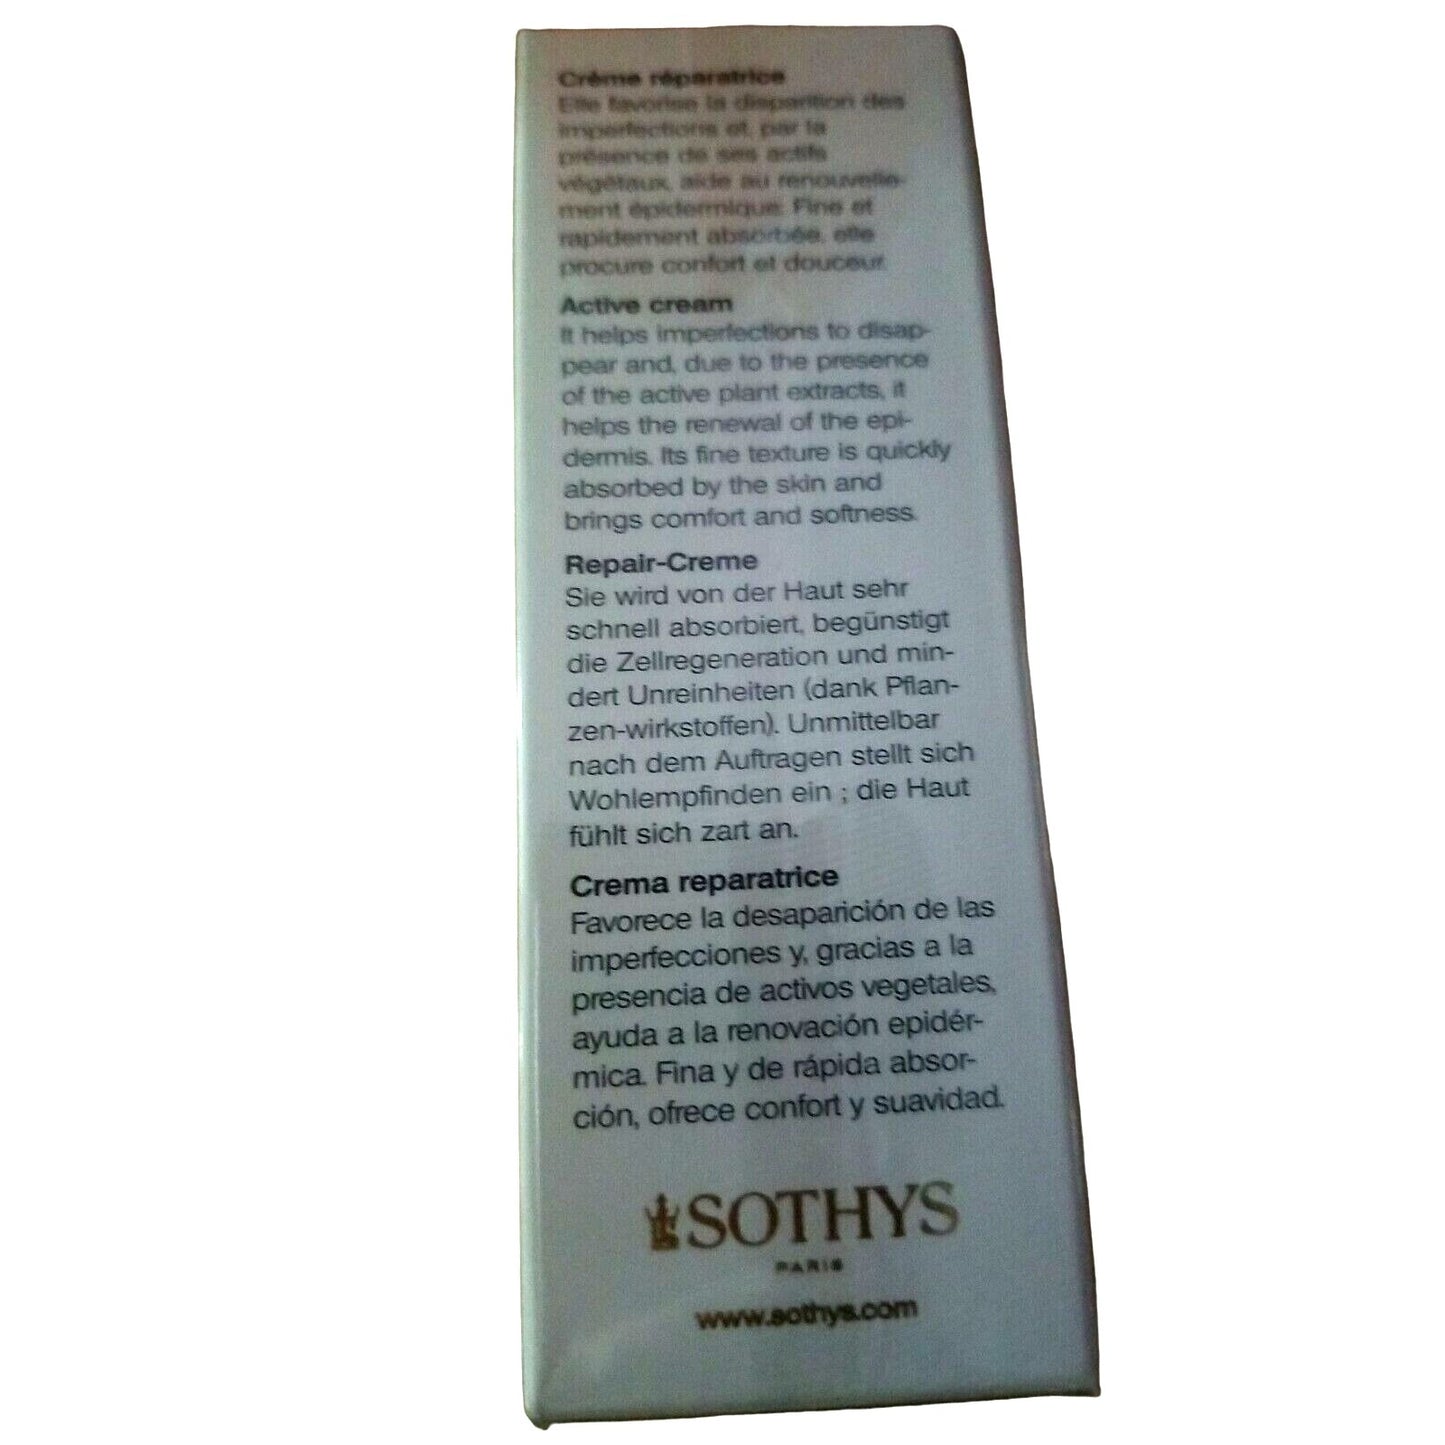 Crème réparatrice
Elle favorise la disparition des
imperfections et, par la
présence de ses actifs
végétaux, aide au renouvelle-
ment épidermique. Fine et
rapidement absorbée, elle
procure confort et douceur.
Active cream
It helps imperfections to disap-
pear and, due to the presence
of the active plant extracts, it
helps the renewal of the epi-
dermis. Its fine texture is quickly
absorbed by the skin and
brings comfort and softness.
Repair-Creme
Sie wird von der Haut sehr
schnell absorbiert, begünstigt
die Zellregeneration und min-
dert Unreinheiten (dank Pflan-
zen-wirkstoffen). Unmittelbar
nach dem Auftragen stellt sich
Wohlempfinden ein ; die Haut
fühlt sich zart an.
Crema reparatrice
Favorece la desaparición de las
imperfecciones y, gracias a la
presencia de activos vegetales,
ayuda a la renovación epidér-
mica. Fina y de rápida absor-
ción, ofrece confort y suavidad.
SOTHYS
PARIS
www.sothys.com